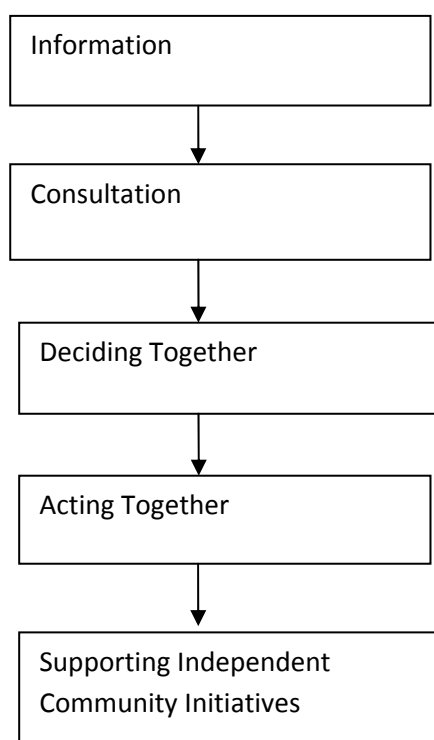 Information
Consultation
Deciding Together
Acting Together
Supporting Independent
Community Initiatives